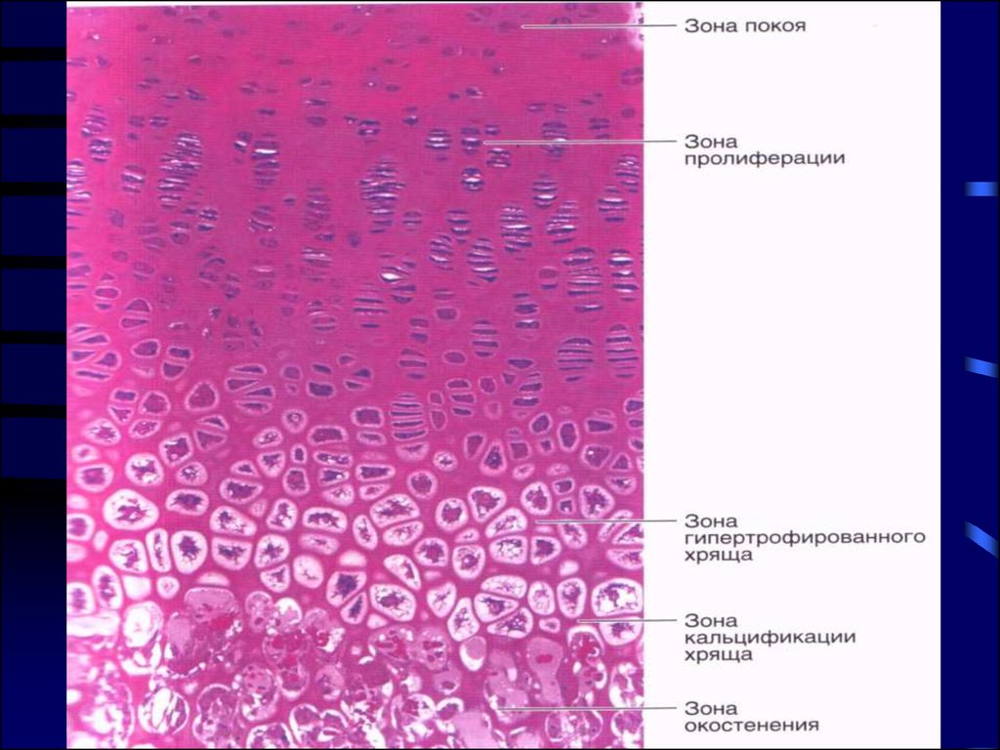 Зона покоя
Зона
пролиферации
Зона
гипертрофированного
хряща
Зона
кальцификации
хряща
Зона
окостенения